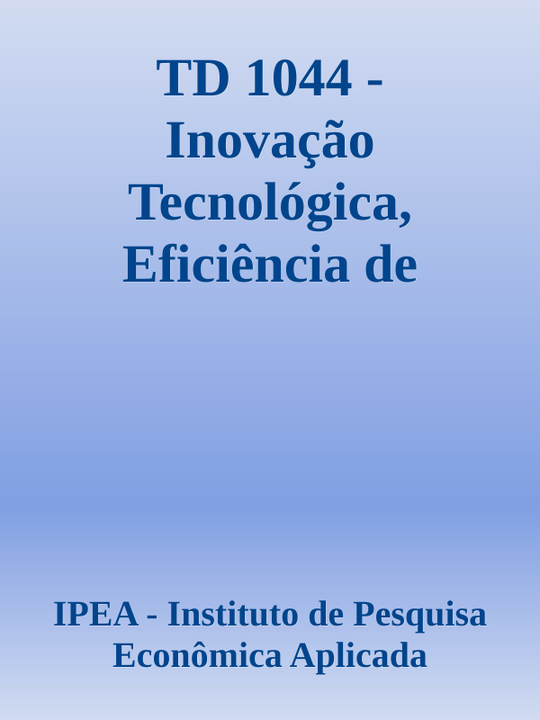 TD 1044 -
Inovação
Tecnológica,
Eficiência de
IPEA - Instituto de Pesquisa
Econômica Aplicada